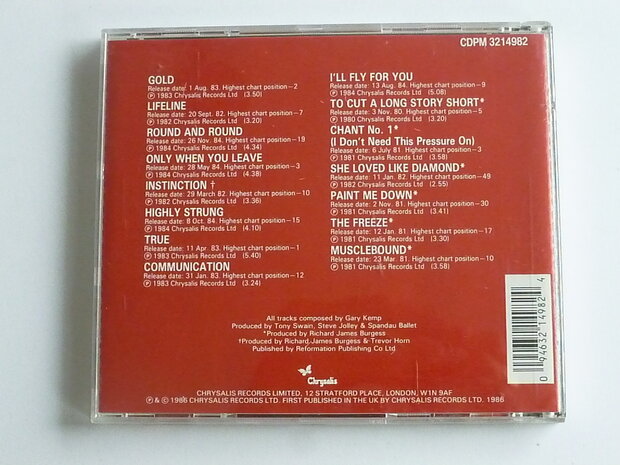 CDPM 3214982
GOLD
Release date: 1 Aug. 83. Highest chart position–2
℗ 1983 Chrysalis Records Ltd (3.50)
LIFELINE
Release date: 20 Sept. 82. Highest chart position–7
℗ 1982 Chrysalis Records Ltd (3.20)
ROUND AND ROUND
Release date: 26 Nov. 84. Highest chart position–19
℗ 1984 Chrysalis Records Ltd (4.34)
ONLY WHEN YOU LEAVE
Release date: 28 May 84. Highest chart position–3
℗ 1984 Chrysalis Records Ltd (4.38)
INSTINCTION †
Release date: 29 March 82. Highest chart position–10
℗ 1982 Chrysalis Records Ltd (3.36)
HIGHLY STRUNG
Release date: 8 Oct. 84. Highest chart position–15
℗ 1984 Chrysalis Records Ltd (4.10)
TRUE
Release date: 11 Apr. 83. Highest chart position–1
℗ 1983 Chrysalis Records Ltd (5.40)
COMMUNICATION
Release date: 31 Jan. 83. Highest chart position–12
℗ 1983 Chrysalis Records Ltd (3.24)
I'LL FLY FOR YOU
Release date: 13 Aug. 84. Highest chart position–9
℗ 1984 Chrysalis Records Ltd (5.08)
TO CUT A LONG STORY SHORT*
Release date: 3 Nov. 80. Highest chart position–5
℗ 1980 Chrysalis Records Ltd (3.20)
CHANT No. 1*
(I Don't Need This Pressure On)
Release date: 6 July 81. Highest chart position–3
℗ 1981 Chrysalis Records Ltd (3.58)
SHE LOVED LIKE DIAMOND*
Release date: 11 Jan. 82. Highest chart position–49
℗ 1982 Chrysalis Records Ltd (2.55)
PAINT ME DOWN*
Release date: 2 Nov. 81. Highest chart position–30
℗ 1981 Chrysalis Records Ltd (3.41)
THE FREEZE*
Release date: 12 Jan. 81. Highest chart position–17
℗ 1981 Chrysalis Records Ltd (3.30)
MUSCLEBOUND*
Release date: 23 Mar. 81. Highest chart position–10
℗ 1981 Chrysalis Records Ltd (3.58)
All tracks composed by Gary Kemp
Produced by Tony Swain, Steve Jolley & Spandau Ballet
*Produced by Richard James Burgess
†Produced by Richard James Burgess & Trevor Horn
Published by Reformation Publishing Co Ltd
Chrysalis
CHRYSALIS RECORDS LIMITED, 12 STRATFORD PLACE, LONDON, W1N 9AF
℗ & © 1986 CHRYSALIS RECORDS LTD. FIRST PUBLISHED IN THE UK BY CHRYSALIS RECORDS LTD. 1986
0 94632 14982 4